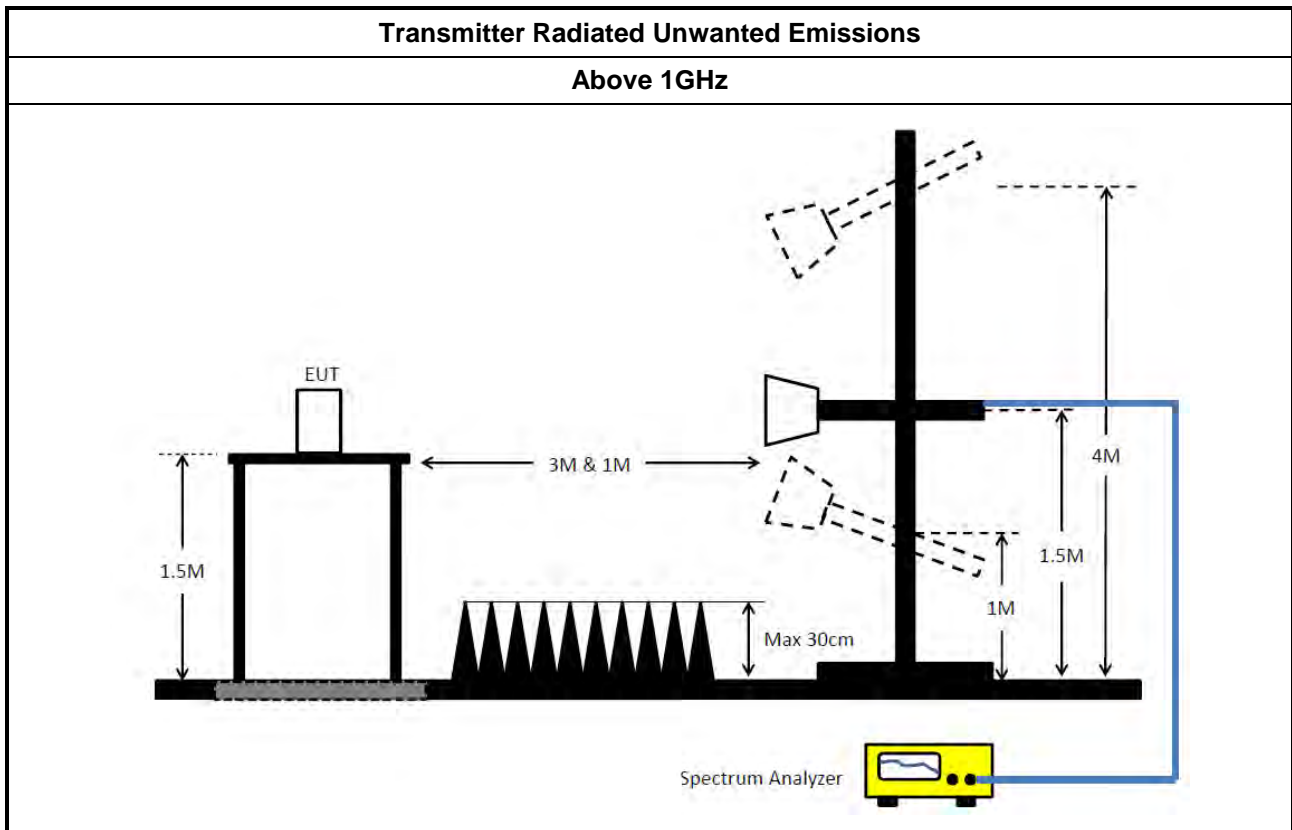 Transmitter Radiated Unwanted Emissions
Above 1GHz
EUT
3M & 1M
4M
1.5M
1.5M
1M
Max 30cm
Spectrum Analyzer